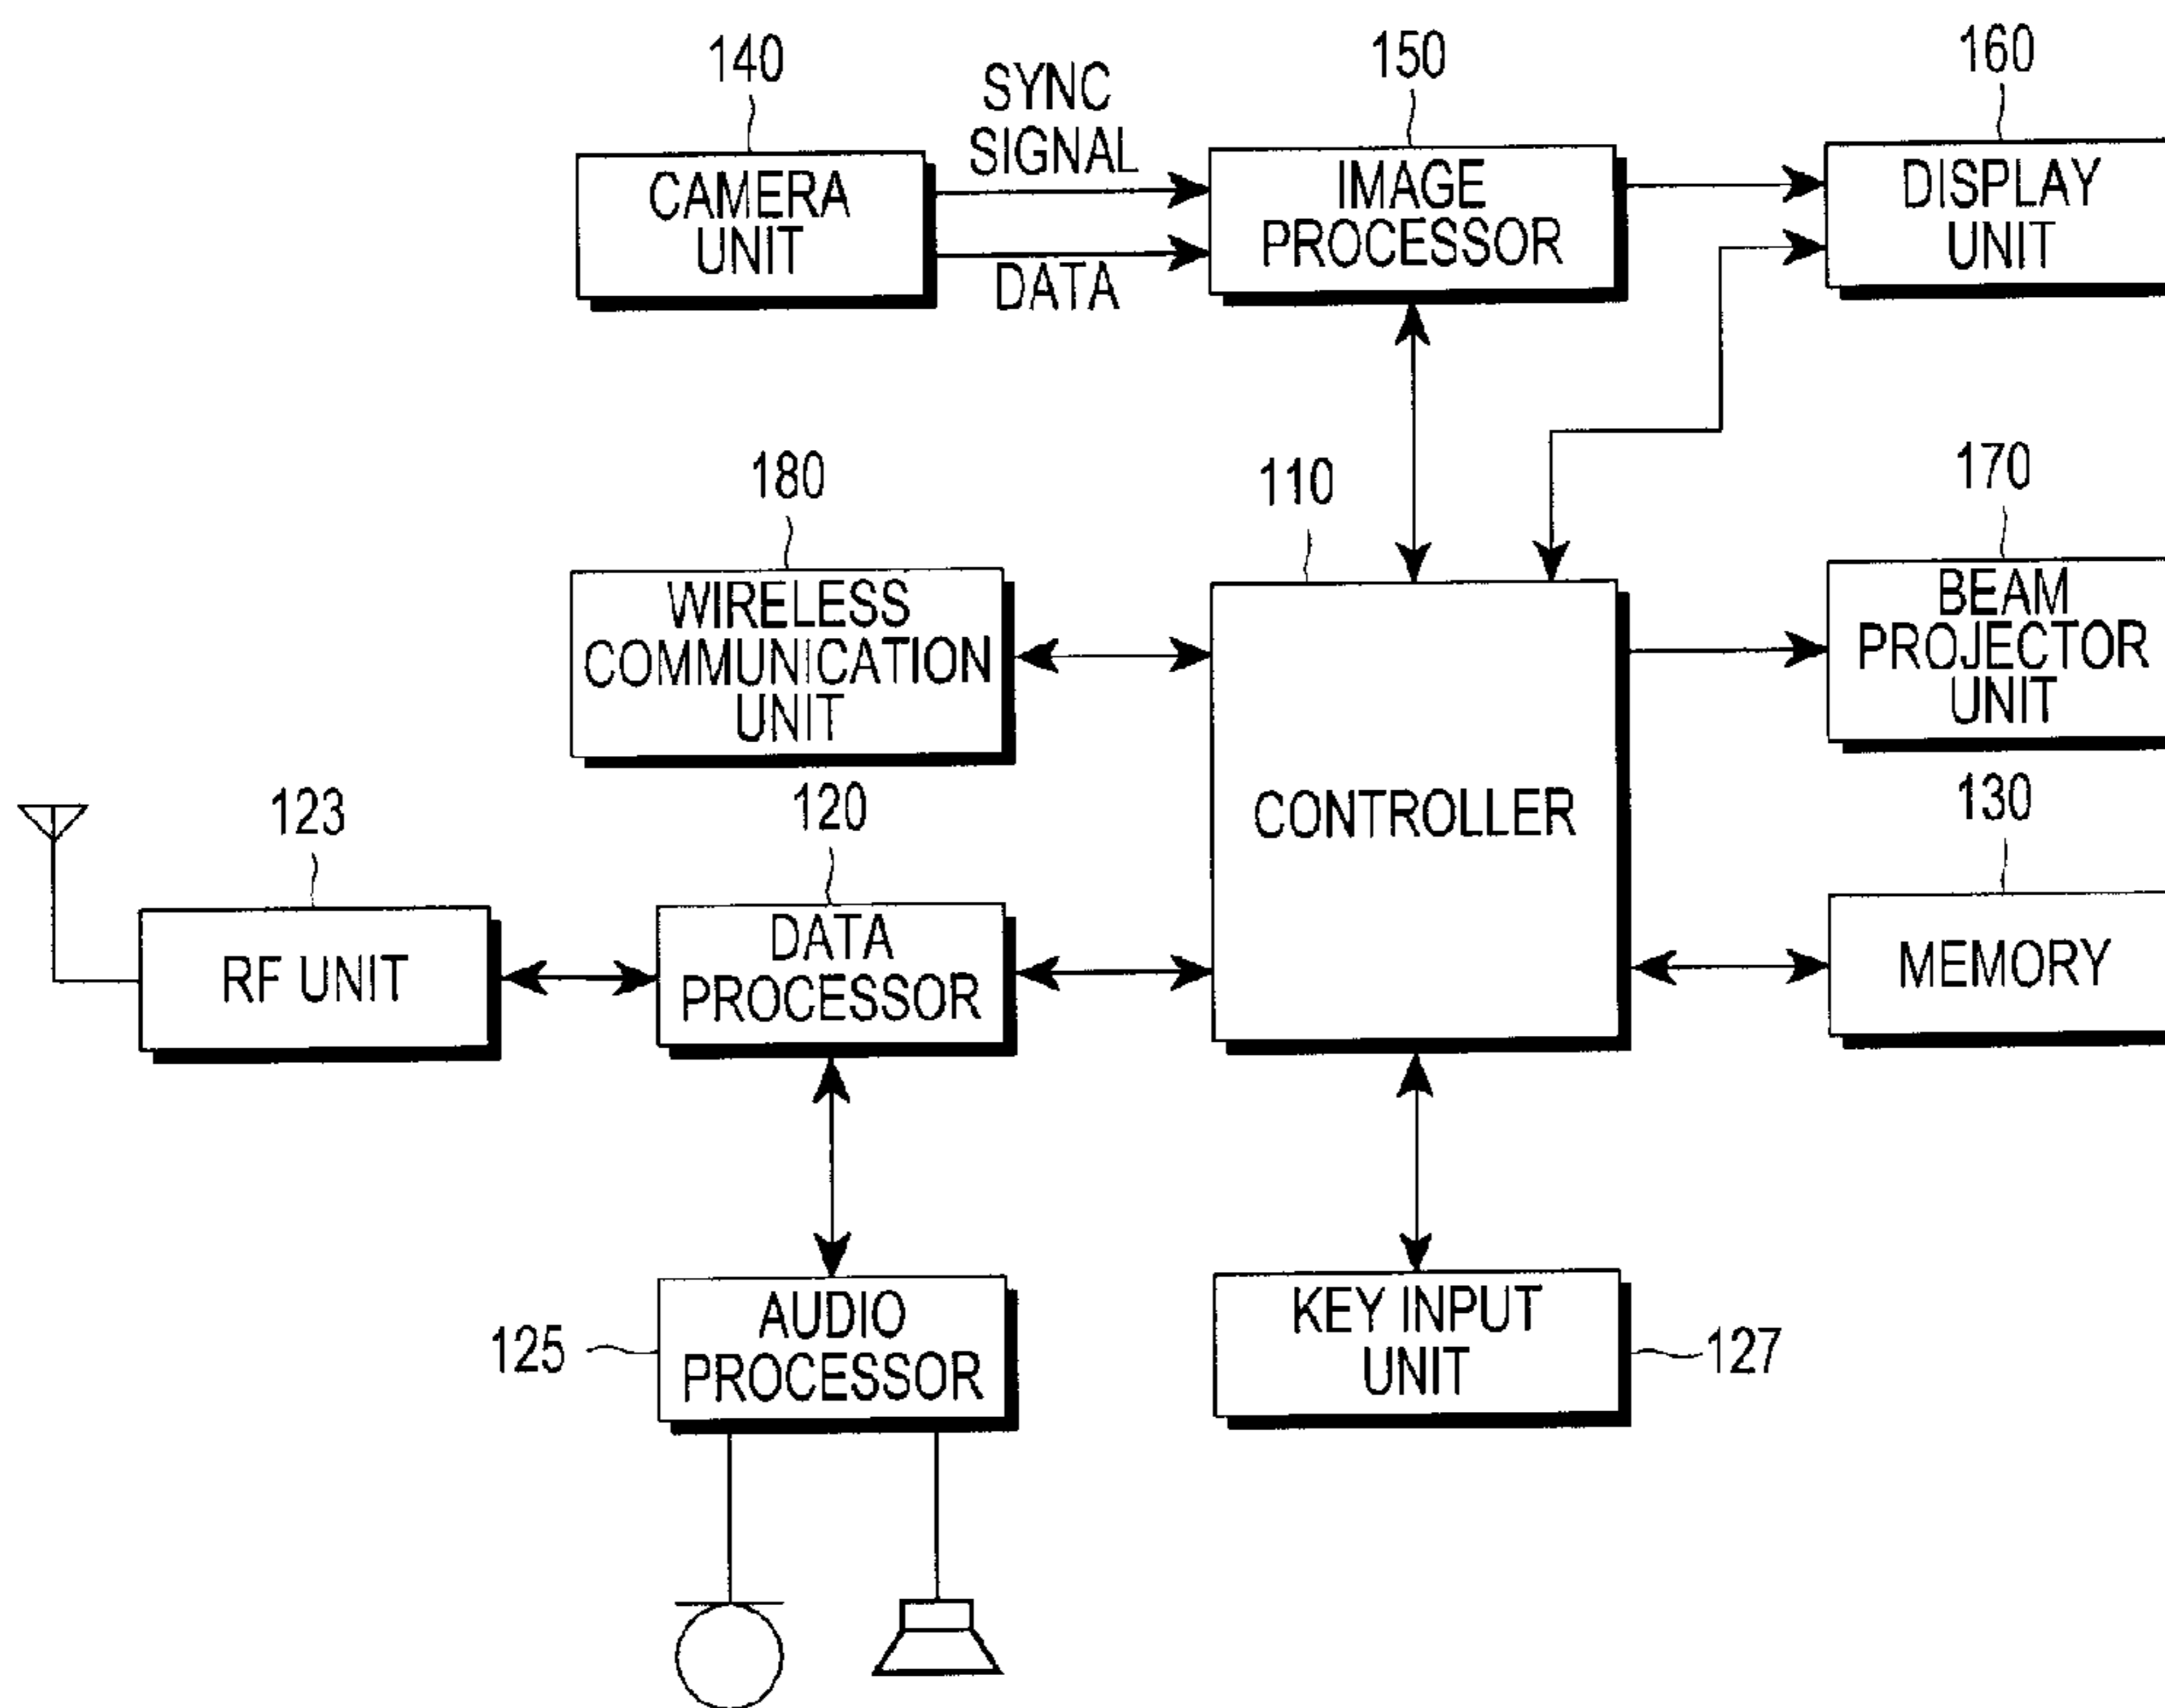 140
SYNC
SIGNAL
150
160
CAMERA
UNIT
DATA
IMAGE
PROCESSOR
DISPLAY
UNIT
180
110
170
WIRELESS
COMMUNICATION
UNIT
BEAM
PROJECTOR
UNIT
CONTROLLER
123
120
130
RF UNIT
DATA
PROCESSOR
MEMORY
125
AUDIO
PROCESSOR
KEY INPUT
UNIT
127